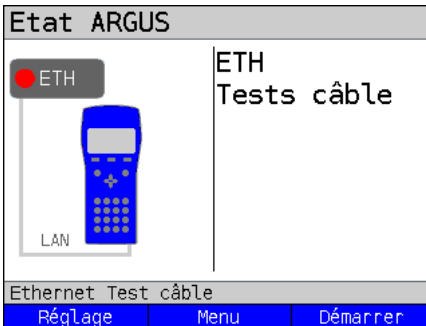 Etat ARGUS
ETH
ETH
Tests câble
LAN
Ethernet Test câble
Réglage Menu Démarrer